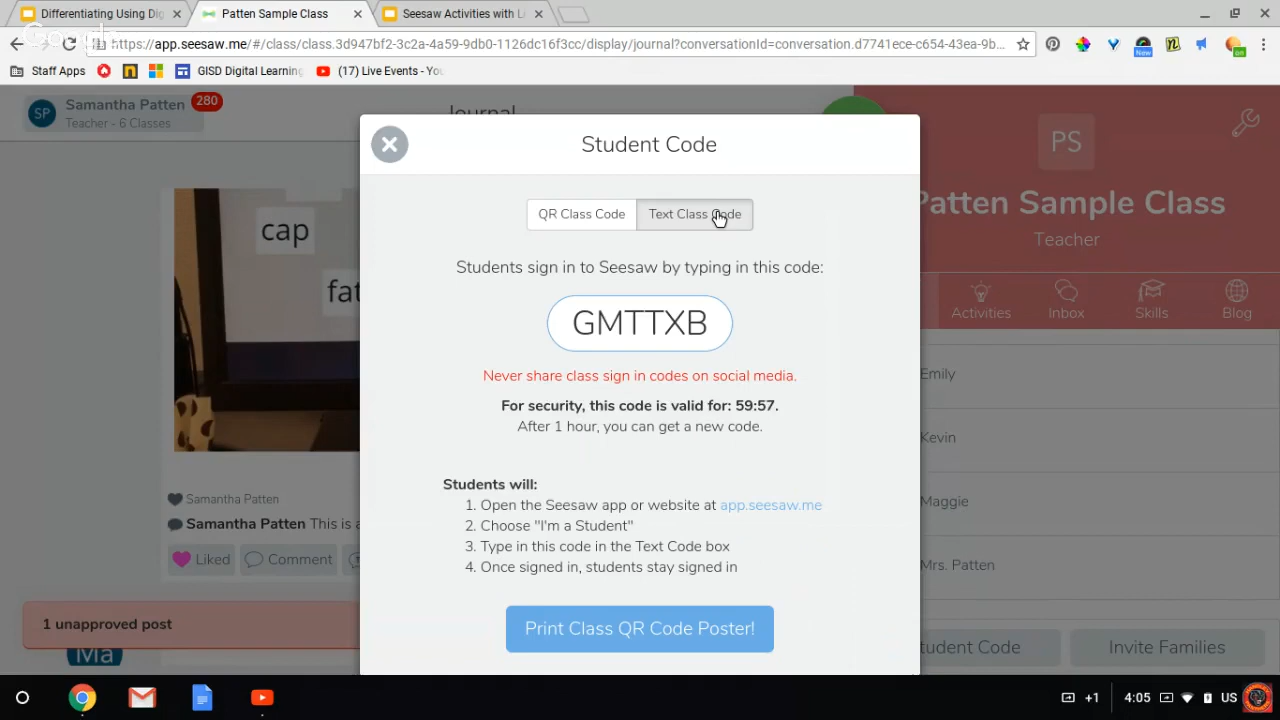 Differentiating Using Dig
Patten Sample Class
Seesaw Activities with L
Google
https://app.seesaw.me/#/class/class.3d947bf2-3c2a-4a59-9db0-1126dc16f3cc/display/journal?conversationId=conversation.d7741ece-c654-43ea-9b...
New
on
Staff Apps
GISD Digital Learning
(17) Live Events - You
SP
Samantha Patten
280
Teacher - 6 Classes
Journal
Student Code
PS
Patten Sample Class
Teacher
QR Class Code
Text Class Code
cap
fat
Students sign in to Seesaw by typing in this code:
GMTTXB
Never share class sign in codes on social media.
For security, this code is valid for: 59:57.
After 1 hour, you can get a new code.
Activities
Inbox
Skills
Blog
Emily
Kevin
Maggie
Mrs. Patten
Samantha Patten
Samantha Patten This is a
Liked
Comment
Students will:
1. Open the Seesaw app or website at app.seesaw.me
2. Choose "I'm a Student"
3. Type in this code in the Text Code box
4. Once signed in, students stay signed in
Print Class QR Code Poster!
1 unapproved post
Ma
tudent Code
Invite Families
+1
4:05
US